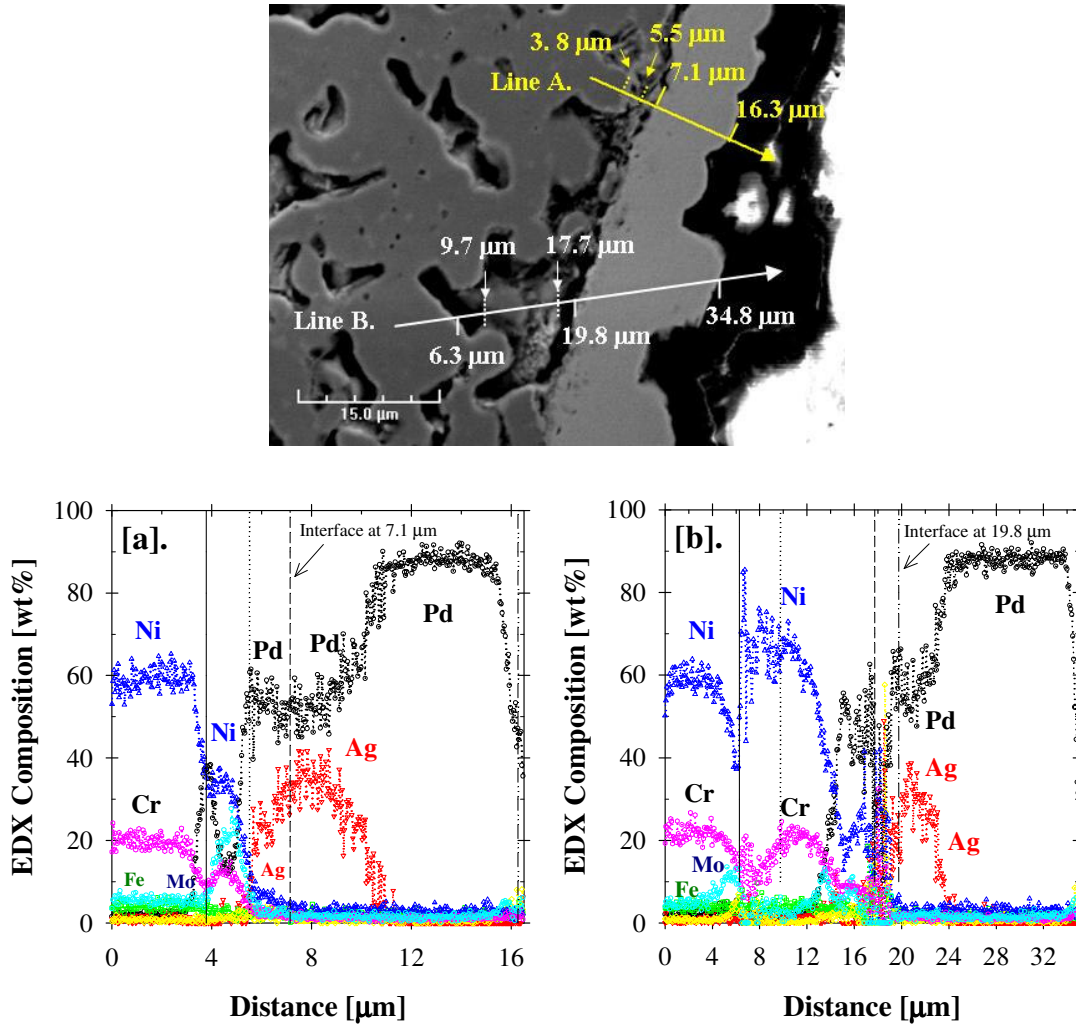 3. 8 μm
5.5 μm
Line A.
7.1 μm
16.3 μm
9.7 μm
17.7 μm
Line B.
6.3 μm
19.8 μm
34.8 μm
15.0 μm
EDX Composition [wt%]
100
80
60
40
20
0
[a].
Interface at 7.1 μm
Ni
Pd
Pd
Pd
Ni
Ag
Cr
Fe
Mo
Ag
0 4 8 12 16
Distance [μm]
EDX Composition [wt%]
100
80
60
40
20
0
[b].
Interface at 19.8 μm
Ni
Pd
Pd
Cr
Ag
Mo
Fe
Ag
0 4 8 12 16 20 24 28 32
Distance [μm]